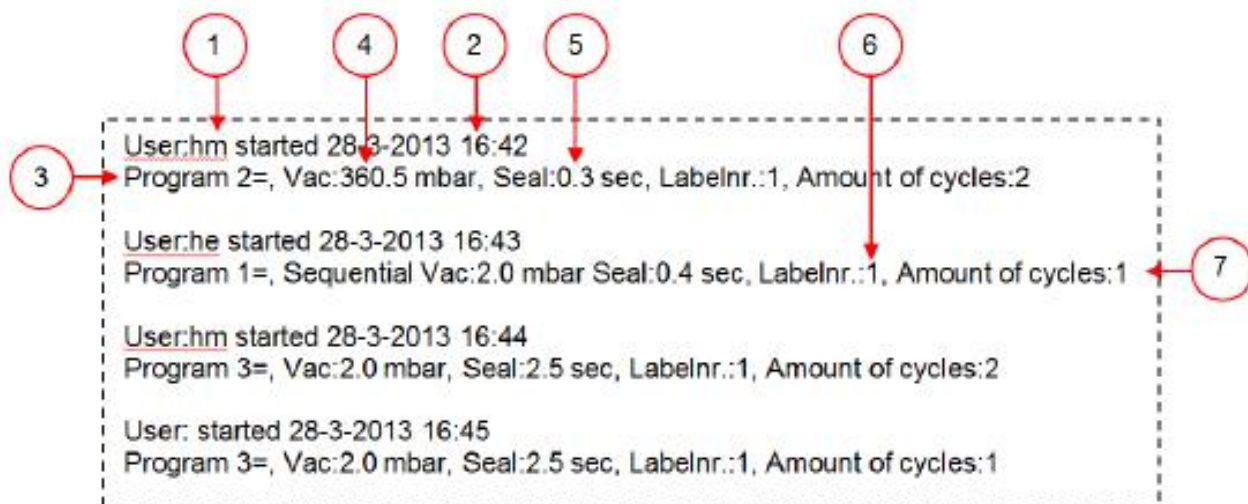 1 4 2 5 6
User:hm started 28-3-2013 16:42
3 Program 2=, Vac:360.5 mbar, Seal:0.3 sec, Labelnr.:1, Amount of cycles:2
User:he started 28-3-2013 16:43
Program 1=, Sequential Vac:2.0 mbar Seal:0.4 sec, Labelnr.:1, Amount of cycles:1 7
User:hm started 28-3-2013 16:44
Program 3=, Vac:2.0 mbar, Seal:2.5 sec, Labelnr.:1, Amount of cycles:2
User: started 28-3-2013 16:45
Program 3=, Vac:2.0 mbar, Seal:2.5 sec, Labelnr.:1, Amount of cycles:1